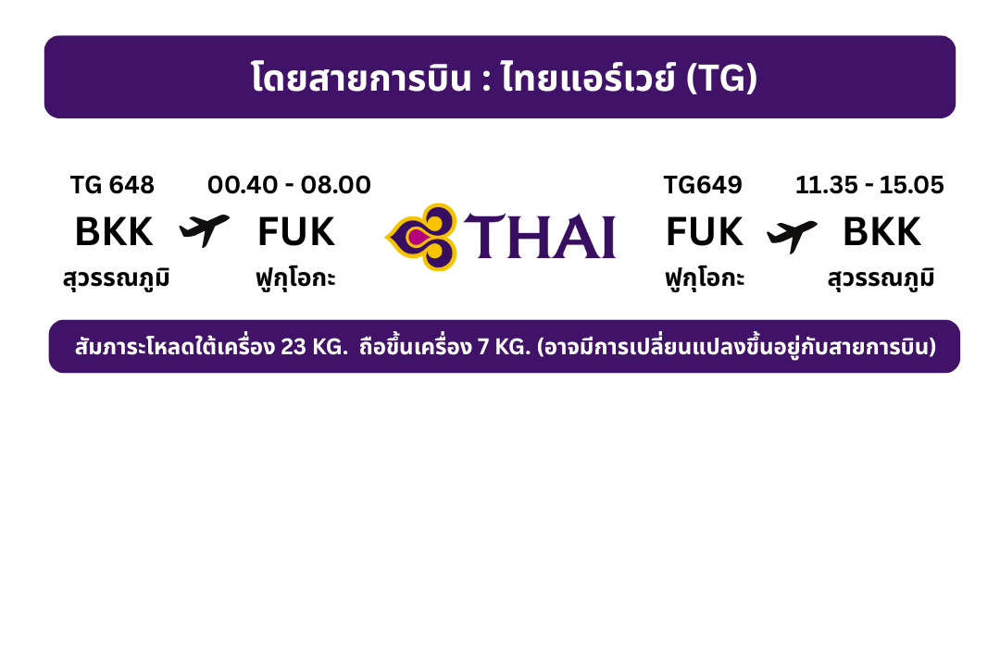 โดยสายการบิน : ไทยแอร์เวย์ (TG)
TG 648 00.40 - 08.00
BKK FUK
สุวรรณภูมิ ฟูกุโอกะ
THAI
TG649 11.35 - 15.05
FUK BKK
ฟูกุโอกะ สุวรรณภูมิ
สัมภาระโหลดใต้เครื่อง 23 KG. ถือขึ้นเครื่อง 7 KG. (อาจมีการเปลี่ยนแปลงขึ้นอยู่กับสายการบิน)